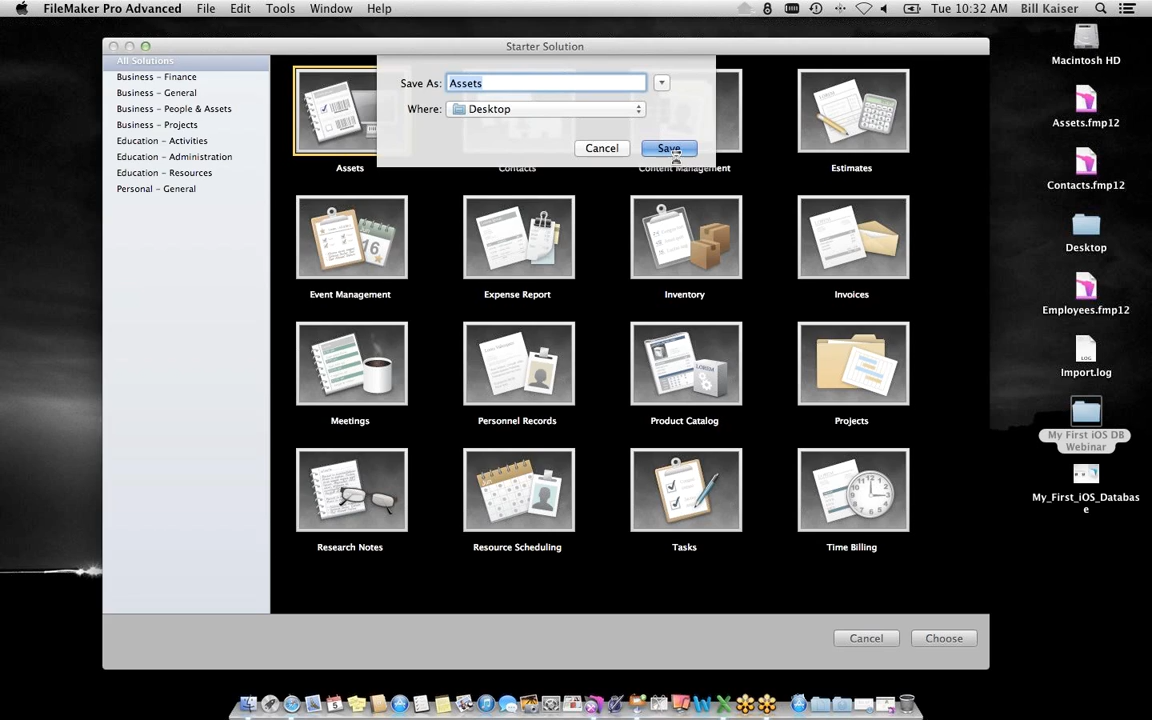 FileMaker Pro Advanced File Edit Tools Window Help Tue 10:32 AM Bill Kaiser
Starter Solution
All Solutions
Business – Finance
Business – General
Business – People & Assets
Business – Projects
Education – Activities
Education – Administration
Education – Resources
Personal – General
Save As: Assets
Where: Desktop
Cancel Save
Assets Contacts Content Management Estimates
Event Management Expense Report Inventory Invoices
Meetings Personnel Records Product Catalog Projects
Research Notes Resource Scheduling Tasks Time Billing
Cancel Choose
Macintosh HD
Assets.fmp12
Contacts.fmp12
Desktop
Employees.fmp12
LOG
Import.log
My First iOS DB
Webinar
My_First_iOS_Databas
e